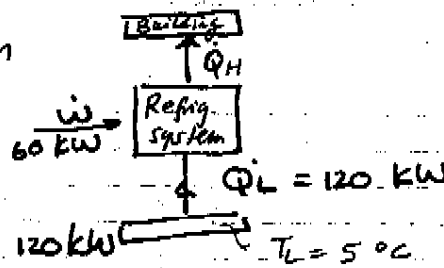 Building
Q̇H
Ẇ
60 kW
Refrig.
system
Q̇L = 120 kW
120 kW
TL = 5 °C